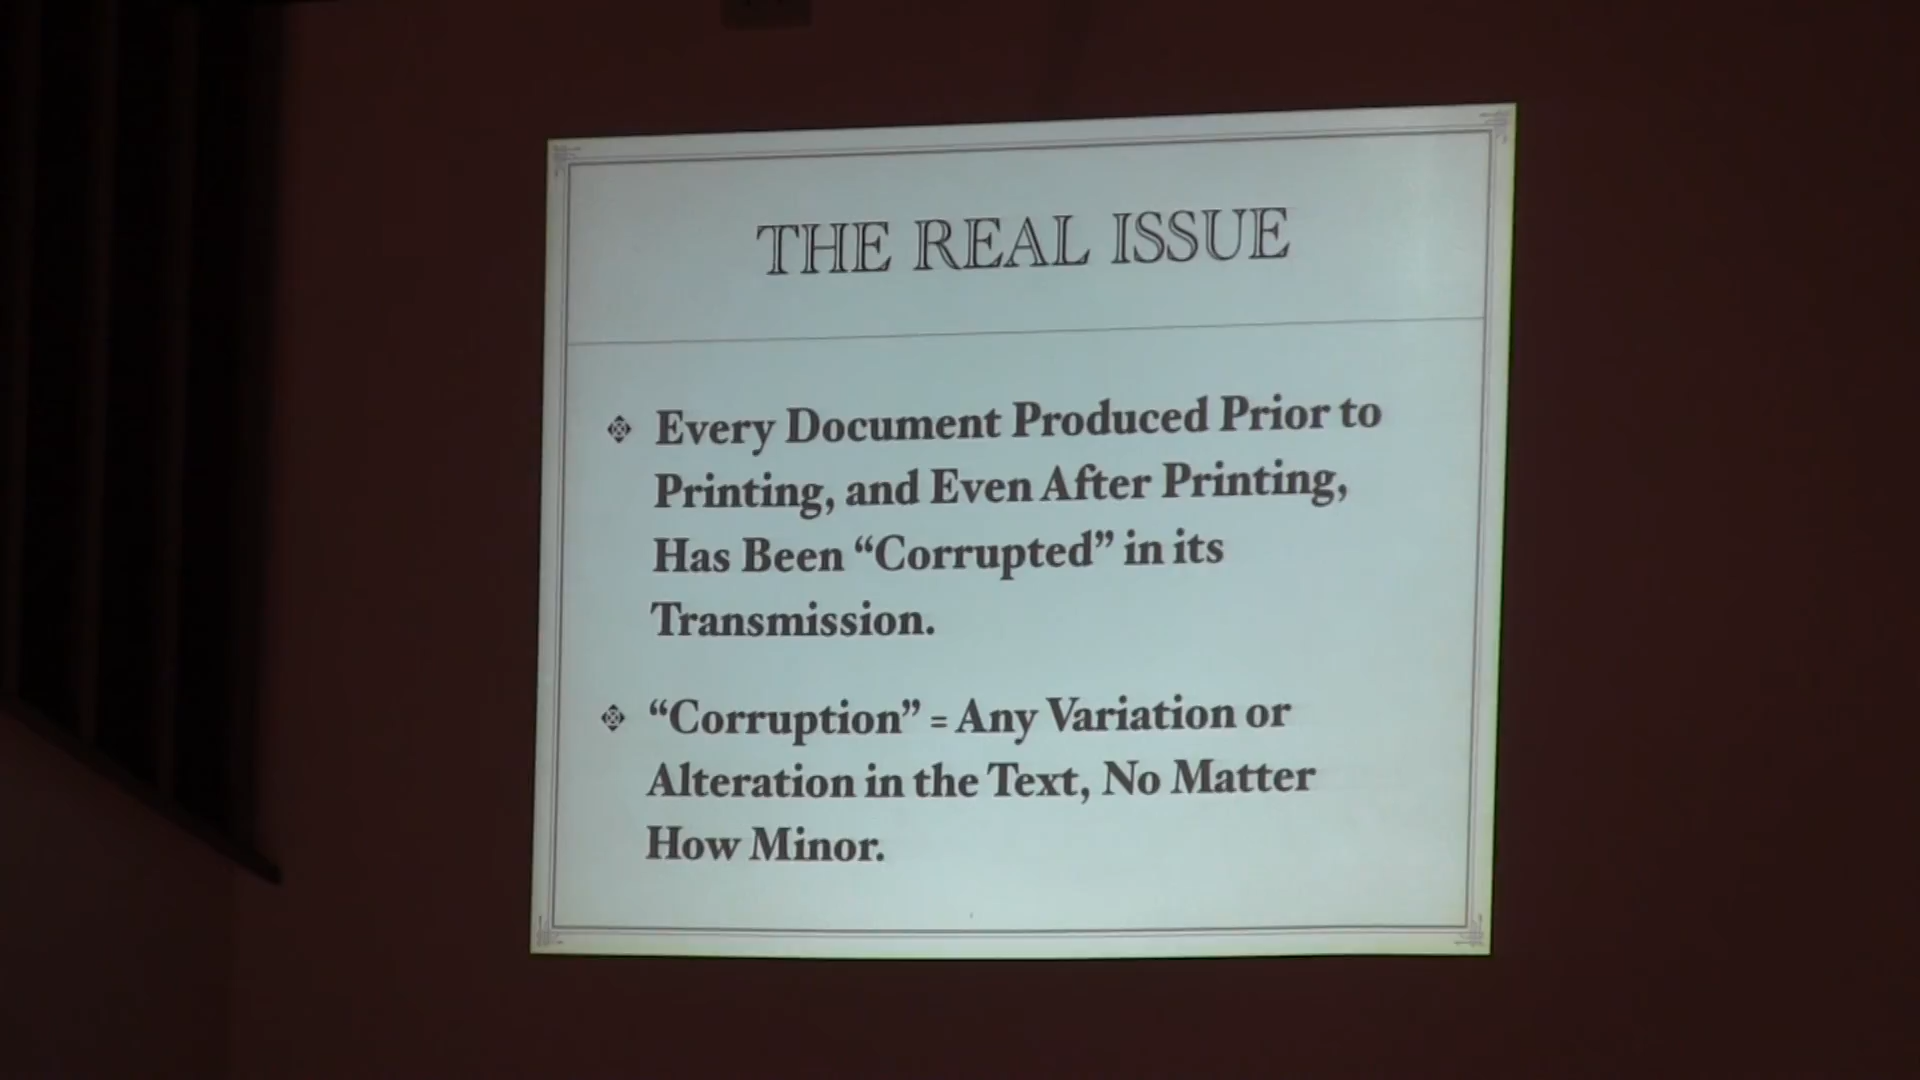 THE REAL ISSUE
Every Document Produced Prior to
Printing, and Even After Printing,
Has Been “Corrupted” in its
Transmission.
“Corruption” = Any Variation or
Alteration in the Text, No Matter
How Minor.